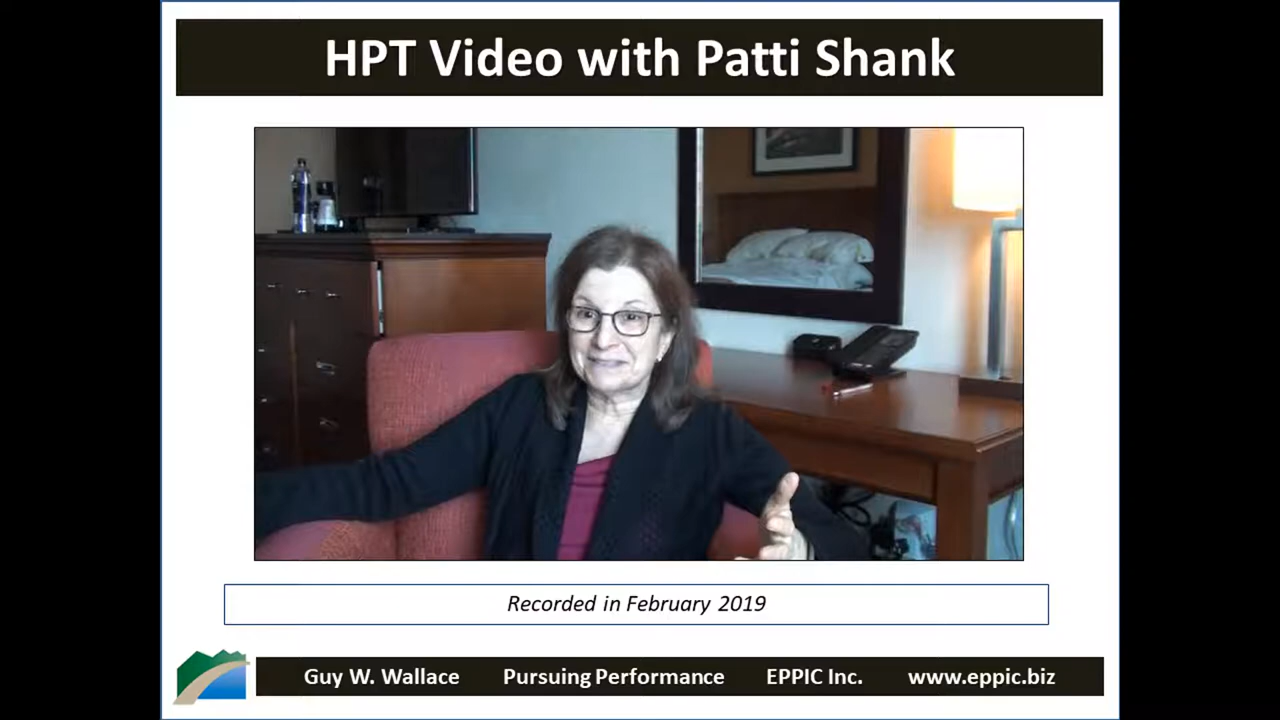 HPT Video with Patti Shank
Recorded in February 2019
Guy W. Wallace Pursuing Performance EPPIC Inc. www.eppic.biz